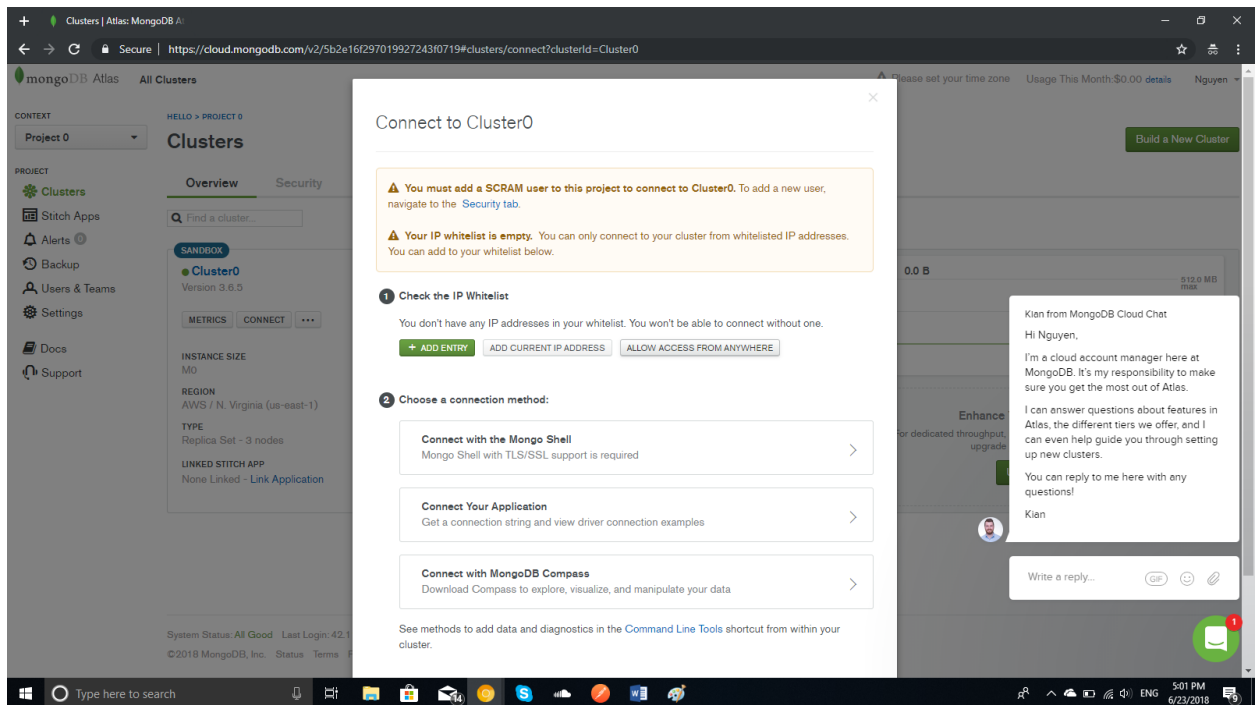 Clusters | Atlas: MongoDB At
Secure | https://cloud.mongodb.com/v2/5b2e16f297019927243f0719#clusters/connect?clusterId=Cluster0
mongoDB Atlas All Clusters
Please set your time zone Usage This Month:$0.00 details Nguyen
CONTEXT
Project 0
PROJECT
Clusters
Stitch Apps
Alerts 0
Backup
Users & Teams
Settings
Docs
Support
HELLO > PROJECT 0
Clusters
Build a New Cluster
Overview Security
Find a cluster...
SANDBOX
Cluster0
Version 3.6.5
METRICS CONNECT ...
INSTANCE SIZE
M0
REGION
AWS / N. Virginia (us-east-1)
TYPE
Replica Set - 3 nodes
LINKED STITCH APP
None Linked - Link Application
System Status: All Good Last Login: 42.1
©2018 MongoDB, Inc. Status Terms
Connect to Cluster0
You must add a SCRAM user to this project to connect to Cluster0. To add a new user,
navigate to the Security tab.
Your IP whitelist is empty. You can only connect to your cluster from whitelisted IP addresses.
You can add to your whitelist below.
1 Check the IP Whitelist
You don't have any IP addresses in your whitelist. You won't be able to connect without one.
+ ADD ENTRY ADD CURRENT IP ADDRESS ALLOW ACCESS FROM ANYWHERE
2 Choose a connection method:
Connect with the Mongo Shell
Mongo Shell with TLS/SSL support is required
Connect Your Application
Get a connection string and view driver connection examples
Connect with MongoDB Compass
Download Compass to explore, visualize, and manipulate your data
See methods to add data and diagnostics in the Command Line Tools shortcut from within your
cluster.
0.0 B
512.0 MB
max
Enhance
For dedicated throughput,
upgrade
Kian from MongoDB Cloud Chat
Hi Nguyen,
I'm a cloud account manager here at
MongoDB. It's my responsibility to make
sure you get the most out of Atlas.
I can answer questions about features in
Atlas, the different tiers we offer, and I
can even help guide you through setting
up new clusters.
You can reply to me here with any
questions!
Kian
Write a reply...
GIF
1
Type here to search
14
ENG
5:01 PM
6/23/2018
9